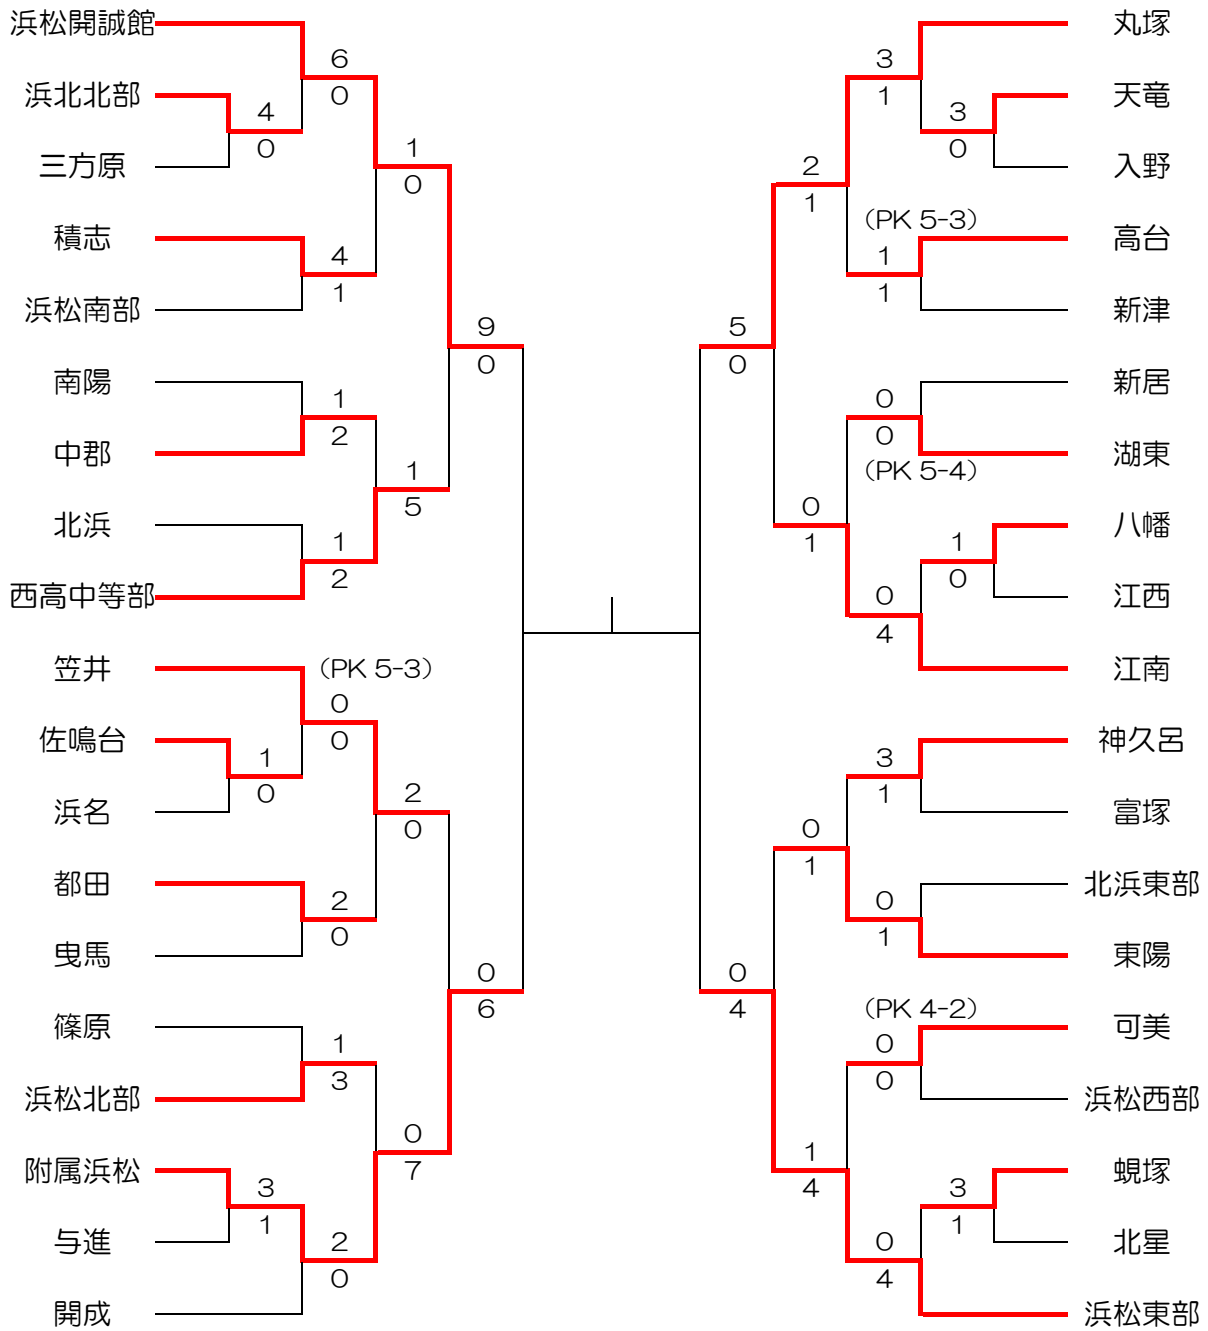 浜松開誠館
6
0
浜北北部
4
0
三方原
1
0
積志
4
1
浜松南部
9
0
南陽
1
2
中郡
1
5
北浜
1
2
西高中等部
笠井
(PK 5-3)
0
0
佐鳴台
1
0
浜名
2
0
都田
2
0
曳馬
0
6
篠原
1
3
浜松北部
0
7
附属浜松
3
1
与進
2
0
開成
丸塚
3
1
天竜
3
0
入野
2
1
(PK 5-3)
高台
1
1
新津
5
0
新居
0
0
湖東
(PK 5-4)
0
1
八幡
1
0
江西
0
4
江南
神久呂
3
1
富塚
0
1
北浜東部
0
1
東陽
0
4
(PK 4-2)
可美
0
0
浜松西部
1
4
蜆塚
3
1
北星
0
4
浜松東部